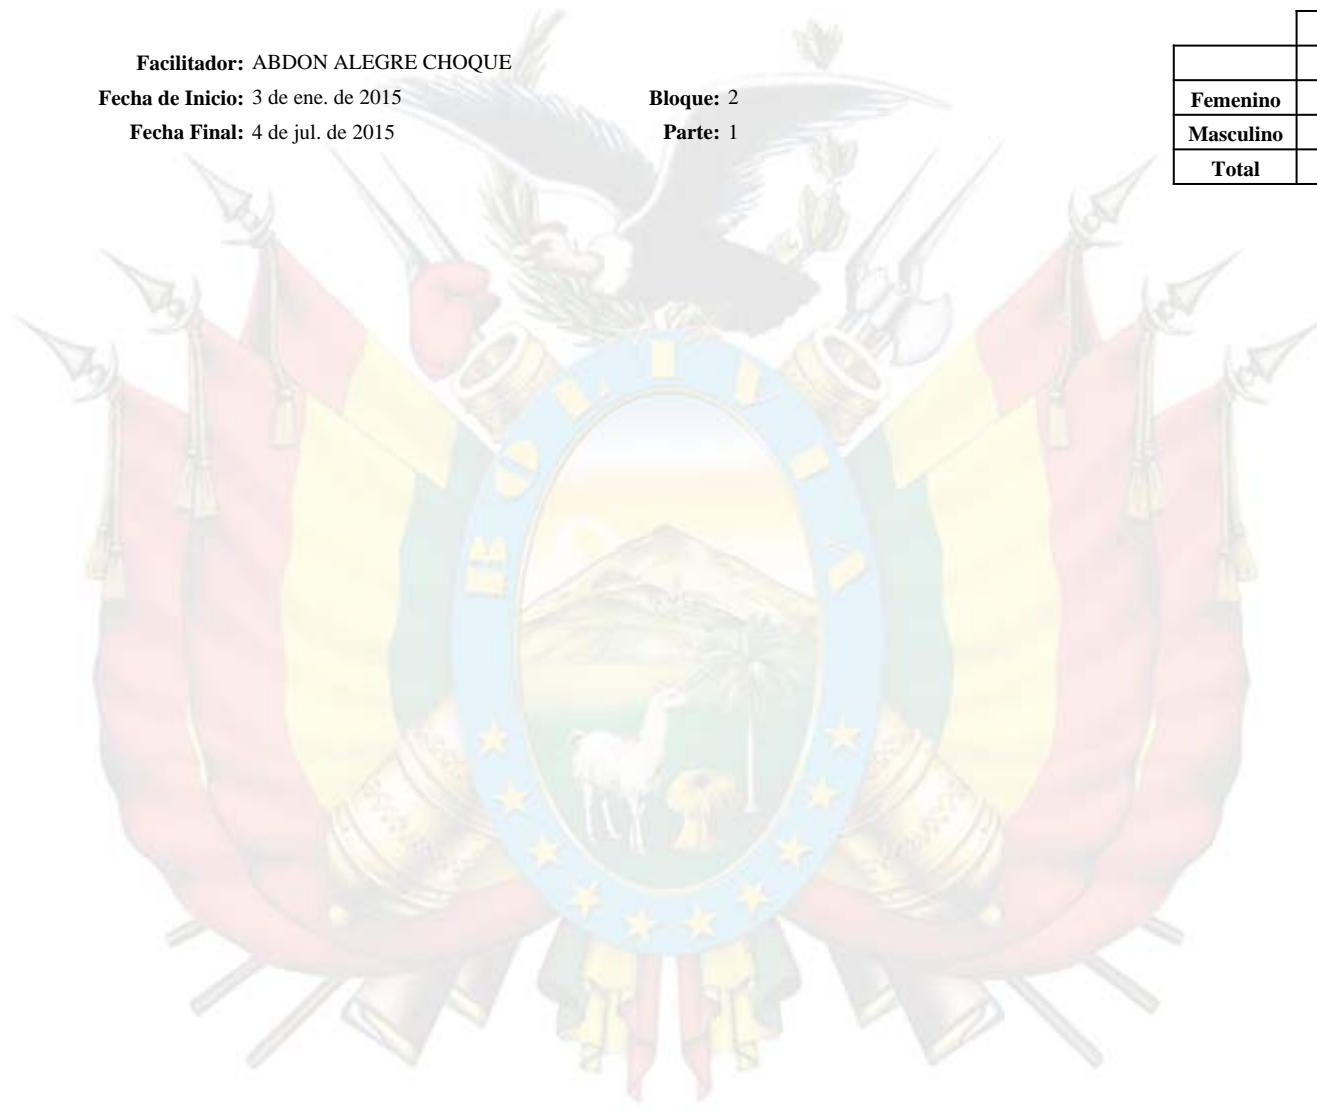 Facilitador: ABDON ALEGRE CHOQUE
Fecha de Inicio: 3 de ene. de 2015 Bloque: 2
Fecha Final: 4 de jul. de 2015 Parte: 1
Femenino
Masculino
Total
BOLIVIA